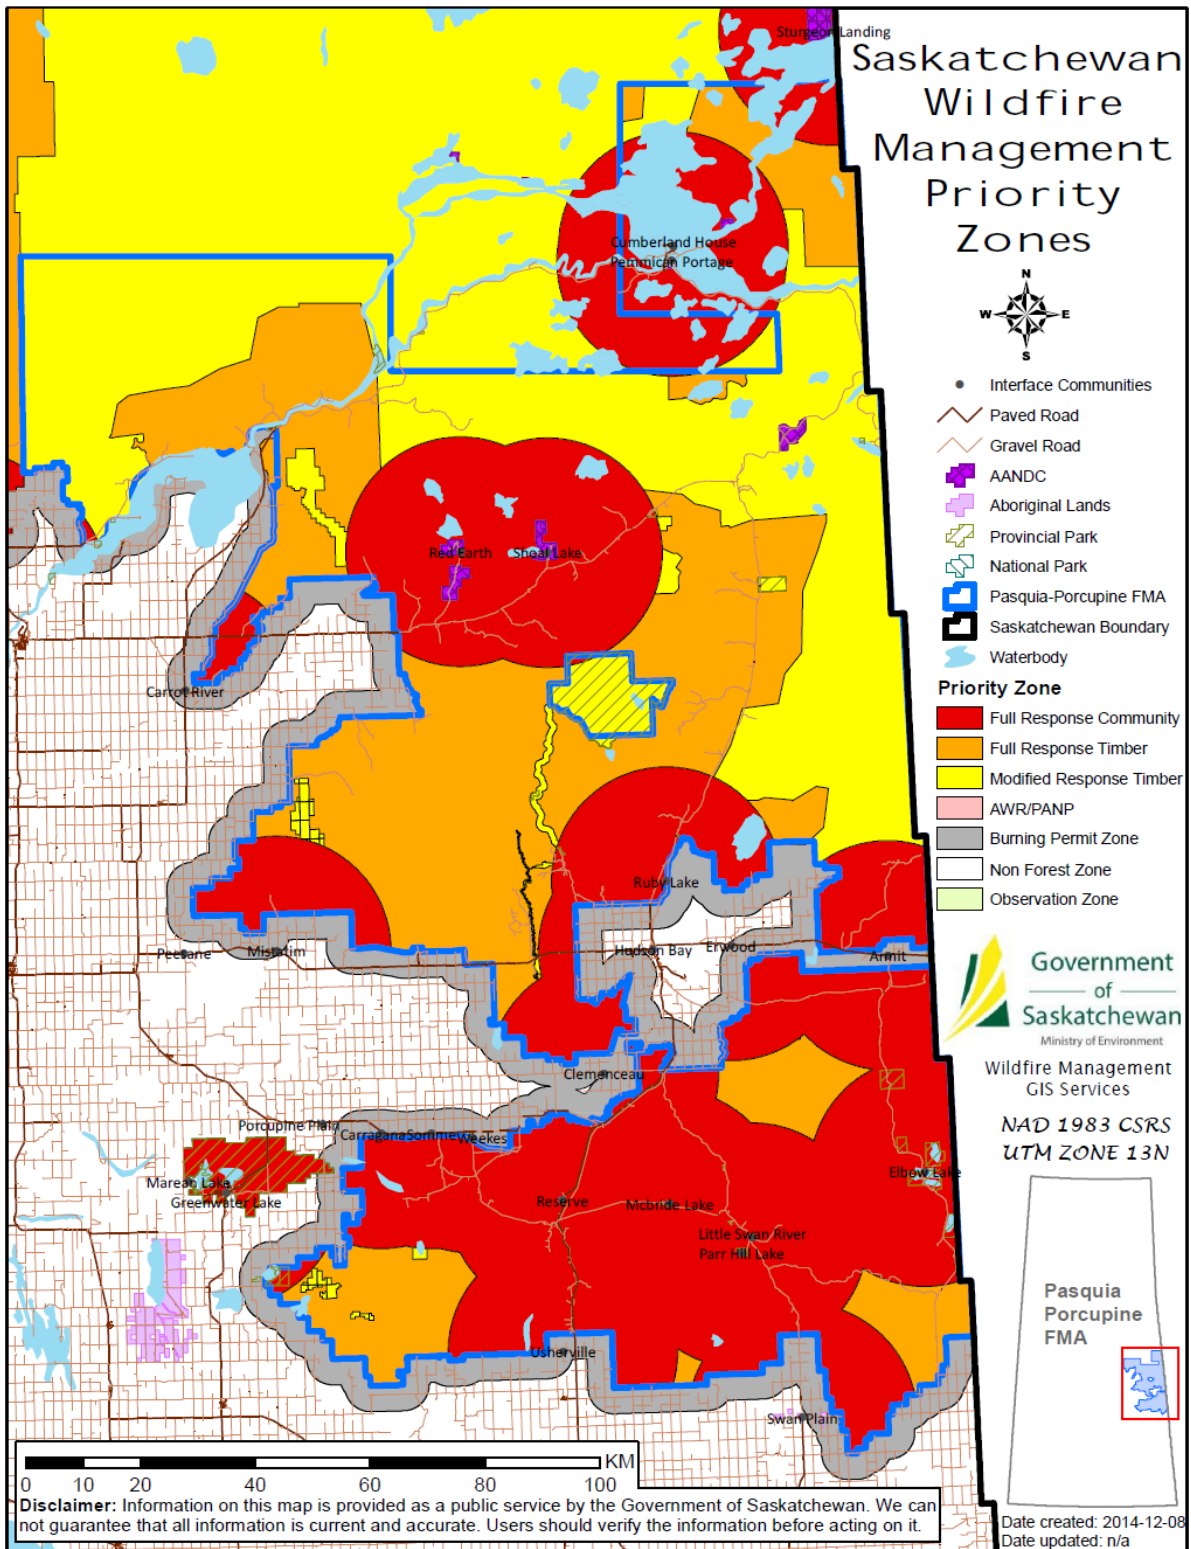 Sturgeon Landing
Saskatchewan
Wildfire
Management
Priority
Zones
N
W E
S
Cumberland House
Pemmican Portage
Interface Communities
Paved Road
Gravel Road
AANDC
Aboriginal Lands
Provincial Park
National Park
Pasquia-Porcupine FMA
Saskatchewan Boundary
Waterbody
Priority Zone
Full Response Community
Full Response Timber
Modified Response Timber
AWR/PANP
Burning Permit Zone
Non Forest Zone
Observation Zone
Red Earth Shoal Lake
Carrot River
Ruby Lake
Peesane Mistatim Hudson Bay Erwood Armit
Clemenceau
Porcupine Plain Carragana Somme Weekes
Marean Lake
Greenwater Lake
Reserve Mcbride Lake Elbow Lake
Little Swan River
Parr Hill Lake
Usherville
Swan Plain
Government
of
Saskatchewan
Ministry of Environment
Wildfire Management
GIS Services
NAD 1983 CSRS
UTM ZONE 13N
Pasquia
Porcupine
FMA
KM
0 10 20 40 60 80 100
Disclaimer: Information on this map is provided as a public service by the Government of Saskatchewan. We can
not guarantee that all information is current and accurate. Users should verify the information before acting on it.
Date created: 2014-12-08
Date updated: n/a